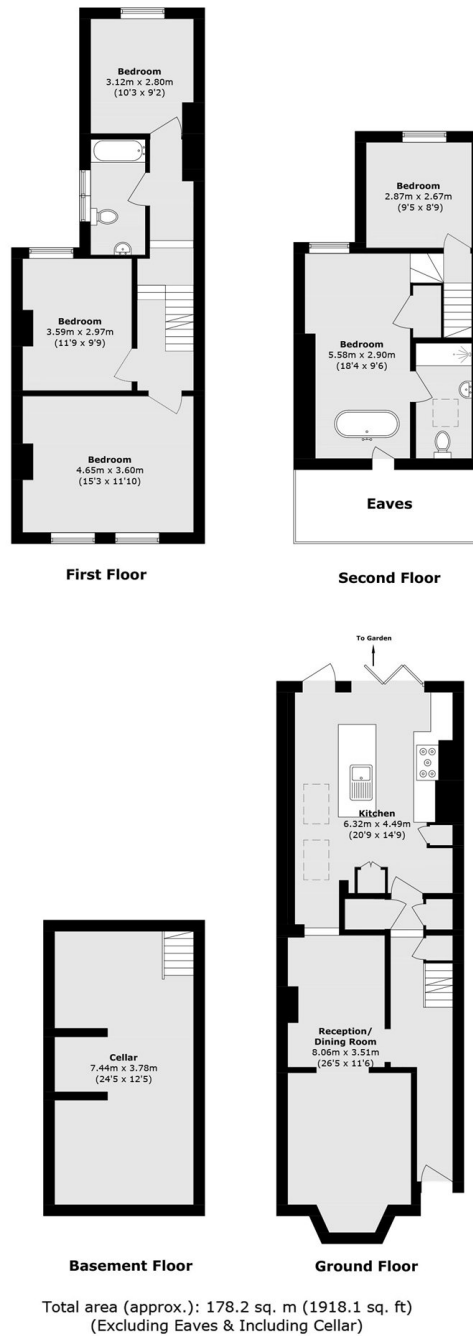 Bedroom
3.12m x 2.80m
(10'3 x 9'2)
Bedroom
3.59m x 2.97m
(11'9 x 9'9)
Bedroom
4.65m x 3.60m
(15'3 x 11'10)
First Floor
Bedroom
2.87m x 2.67m
(9'5 x 8'9)
Bedroom
5.58m x 2.90m
(18'4 x 9'6)
Eaves
Second Floor
To Garden
Kitchen
6.32m x 4.49m
(20'9 x 14'9)
Reception/
Dining Room
8.06m x 3.51m
(26'5 x 11'6)
Ground Floor
Cellar
7.44m x 3.78m
(24'5 x 12'5)
Basement Floor
Total area (approx.): 178.2 sq. m (1918.1 sq. ft)
(Excluding Eaves & Including Cellar)